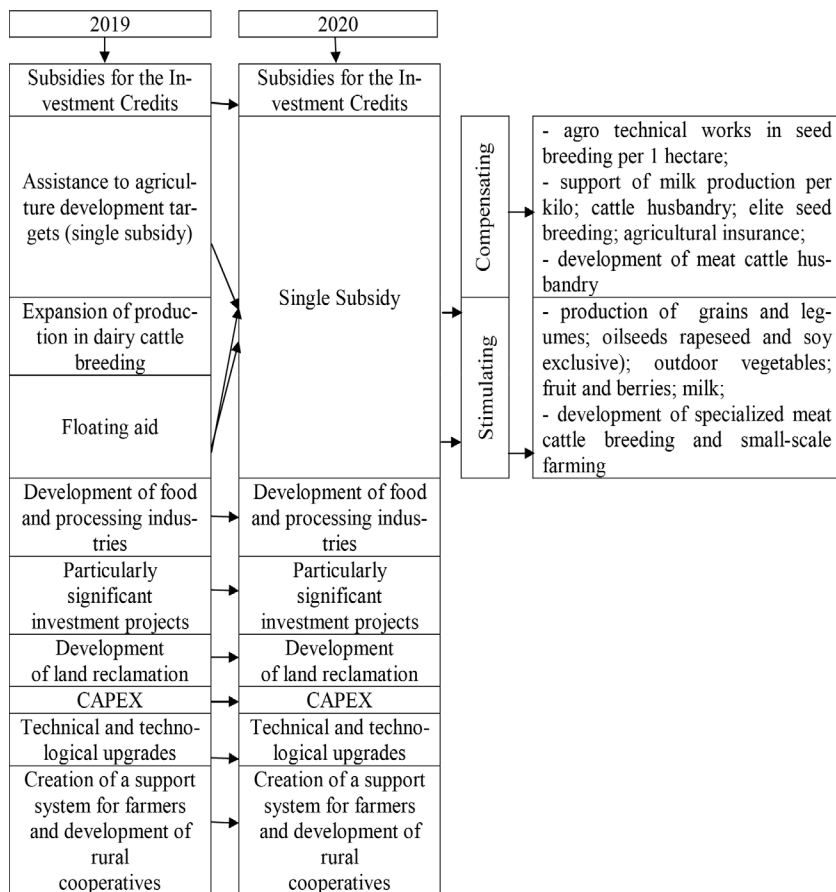 2019
2020
Subsidies for the In-
vestment Credits
Assistance to agricul-
ture development tar-
gets (single subsidy)
Expansion of produc-
tion in dairy cattle
breeding
Floating aid
Development of food
and processing indus-
tries
Particularly
significant
investment projects
Development
of land reclamation
CAPEX
Technical and techno-
logical upgrades
Creation of a support
system for farmers
and development of
rural
cooperatives
Subsidies for the In-
vestment Credits
Single Subsidy
Development of food
and processing indus-
tries
Particularly
significant
investment projects
Development
of land reclamation
CAPEX
Technical and techno-
logical upgrades
Creation of a support
system for farmers
and development of
rural
cooperatives
Compensating
- agro technical works in seed
breeding per 1 hectare;
- support of milk production per
kilo; cattle husbandry; elite seed
breeding; agricultural insurance;
- development of meat cattle hus-
bandry
Stimulating
- production of grains and leg-
umes; oilseeds rapeseed and soy
exclusive); outdoor vegetables;
fruit and berries; milk;
- development of specialized meat
cattle breeding and small-scale
farming